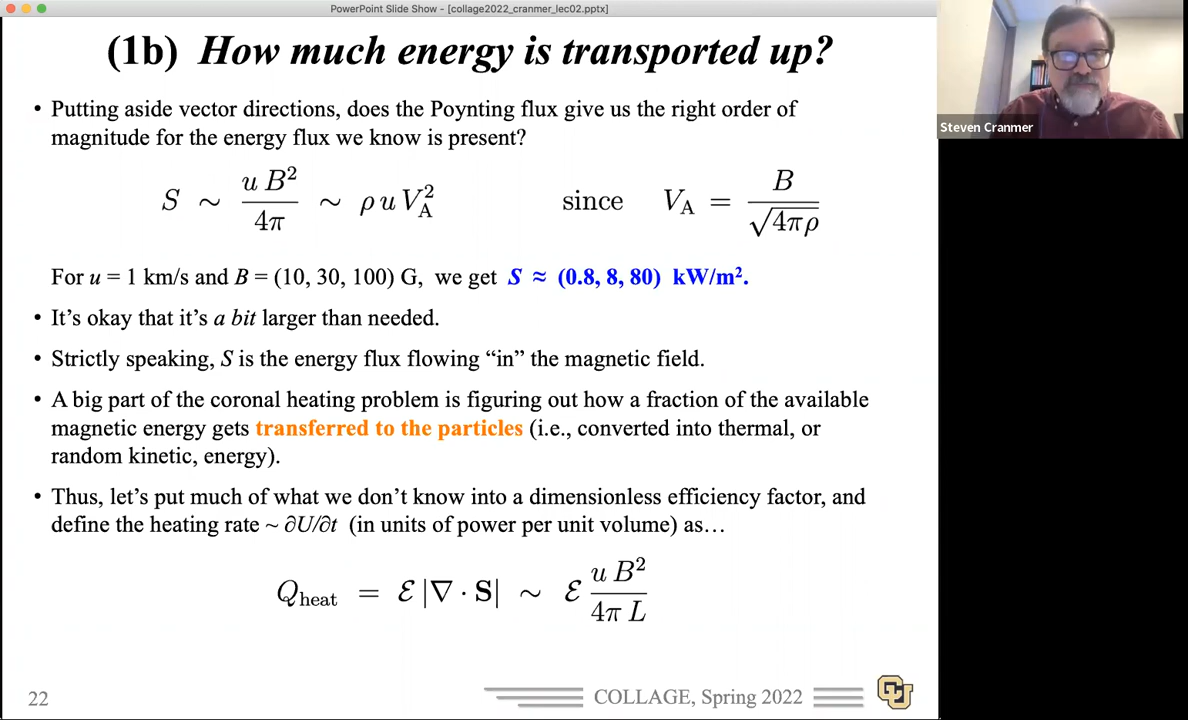 PowerPoint Slide Show - [collage2022_cranmer_lec02.pptx]
(1b) How much energy is transported up?
• Putting aside vector directions, does the Poynting flux give us the right order of
magnitude for the energy flux we know is present?
S ~ u B² / 4π ~ ρ u V_A² since V_A = B / √4πρ
For u = 1 km/s and B = (10, 30, 100) G, we get S ≈ (0.8, 8, 80) kW/m².
• It’s okay that it’s a bit larger than needed.
• Strictly speaking, S is the energy flux flowing “in” the magnetic field.
• A big part of the coronal heating problem is figuring out how a fraction of the available
magnetic energy gets transferred to the particles (i.e., converted into thermal, or
random kinetic, energy).
• Thus, let’s put much of what we don’t know into a dimensionless efficiency factor, and
define the heating rate ~ ∂U/∂t (in units of power per unit volume) as…
Q_heat = ℰ |∇ · S| ~ ℰ u B² / 4π L
22
COLLAGE, Spring 2022
CU
Steven Cranmer